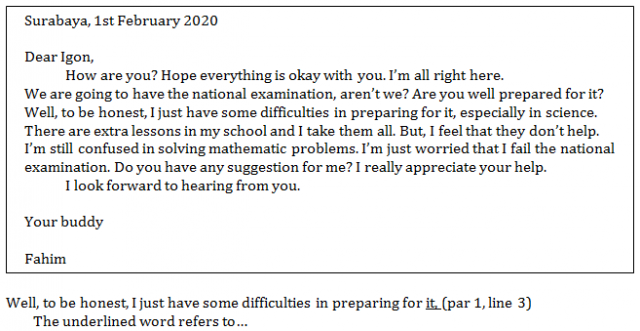 Surabaya, 1st February 2020
Dear Igon,
How are you? Hope everything is okay with you. I'm all right here.
We are going to have the national examination, aren't we? Are you well prepared for it?
Well, to be honest, I just have some difficulties in preparing for it, especially in science.
There are extra lessons in my school and I take them all. But, I feel that they don't help.
I'm still confused in solving mathematic problems. I'm just worried that I fail the national
examination. Do you have any suggestion for me? I really appreciate your help.
I look forward to hearing from you.
Your buddy
Fahim
Well, to be honest, I just have some difficulties in preparing for it. (par 1, line 3)
The underlined word refers to...